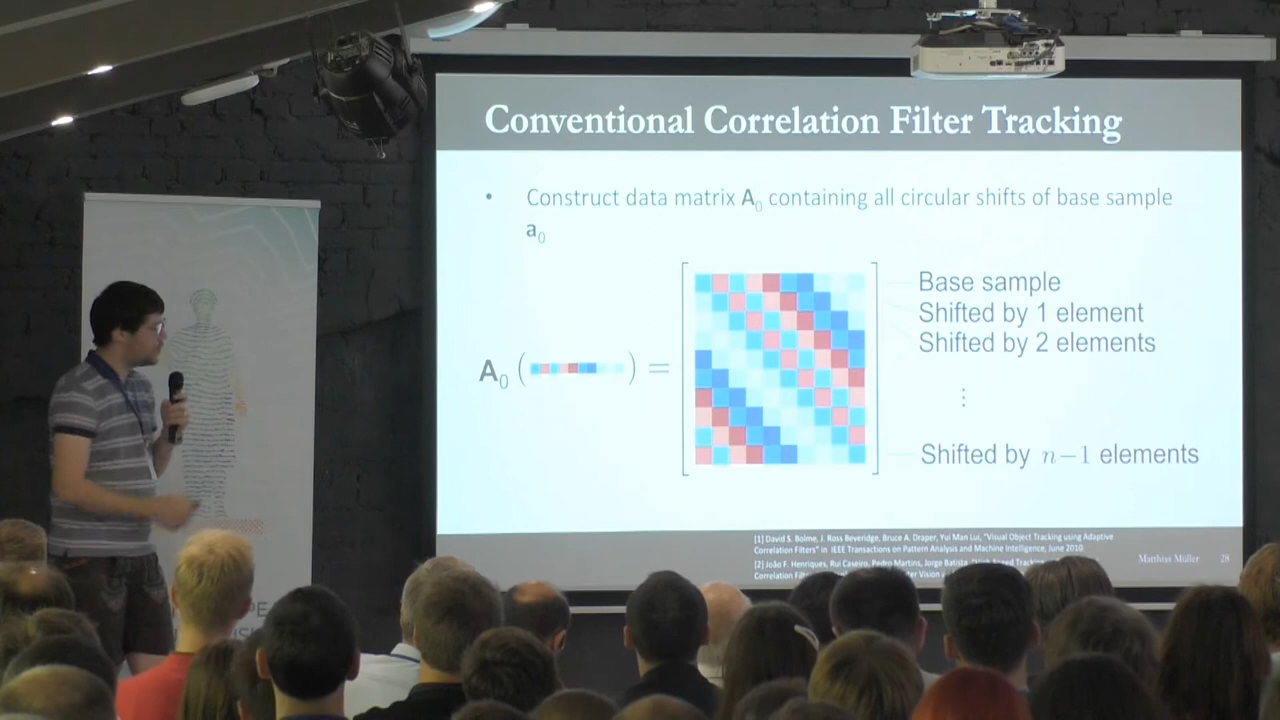 Conventional Correlation Filter Tracking
• Construct data matrix A₀ containing all circular shifts of base sample
a₀
A₀ ( ) =
Base sample
Shifted by 1 element
Shifted by 2 elements
⋮
Shifted by n−1 elements
[1] David S. Bolme, J. Ross Beveridge, Bruce A. Draper, Yui Man Lui, "Visual Object Tracking using Adaptive
Correlation Filters" in IEEE Transactions on Pattern Analysis and Machine Intelligence, June 2010.
[2] João F. Henriques, Rui Caseiro, Pedro Martins, Jorge Batista,
Correlation
Matthias Müller 28